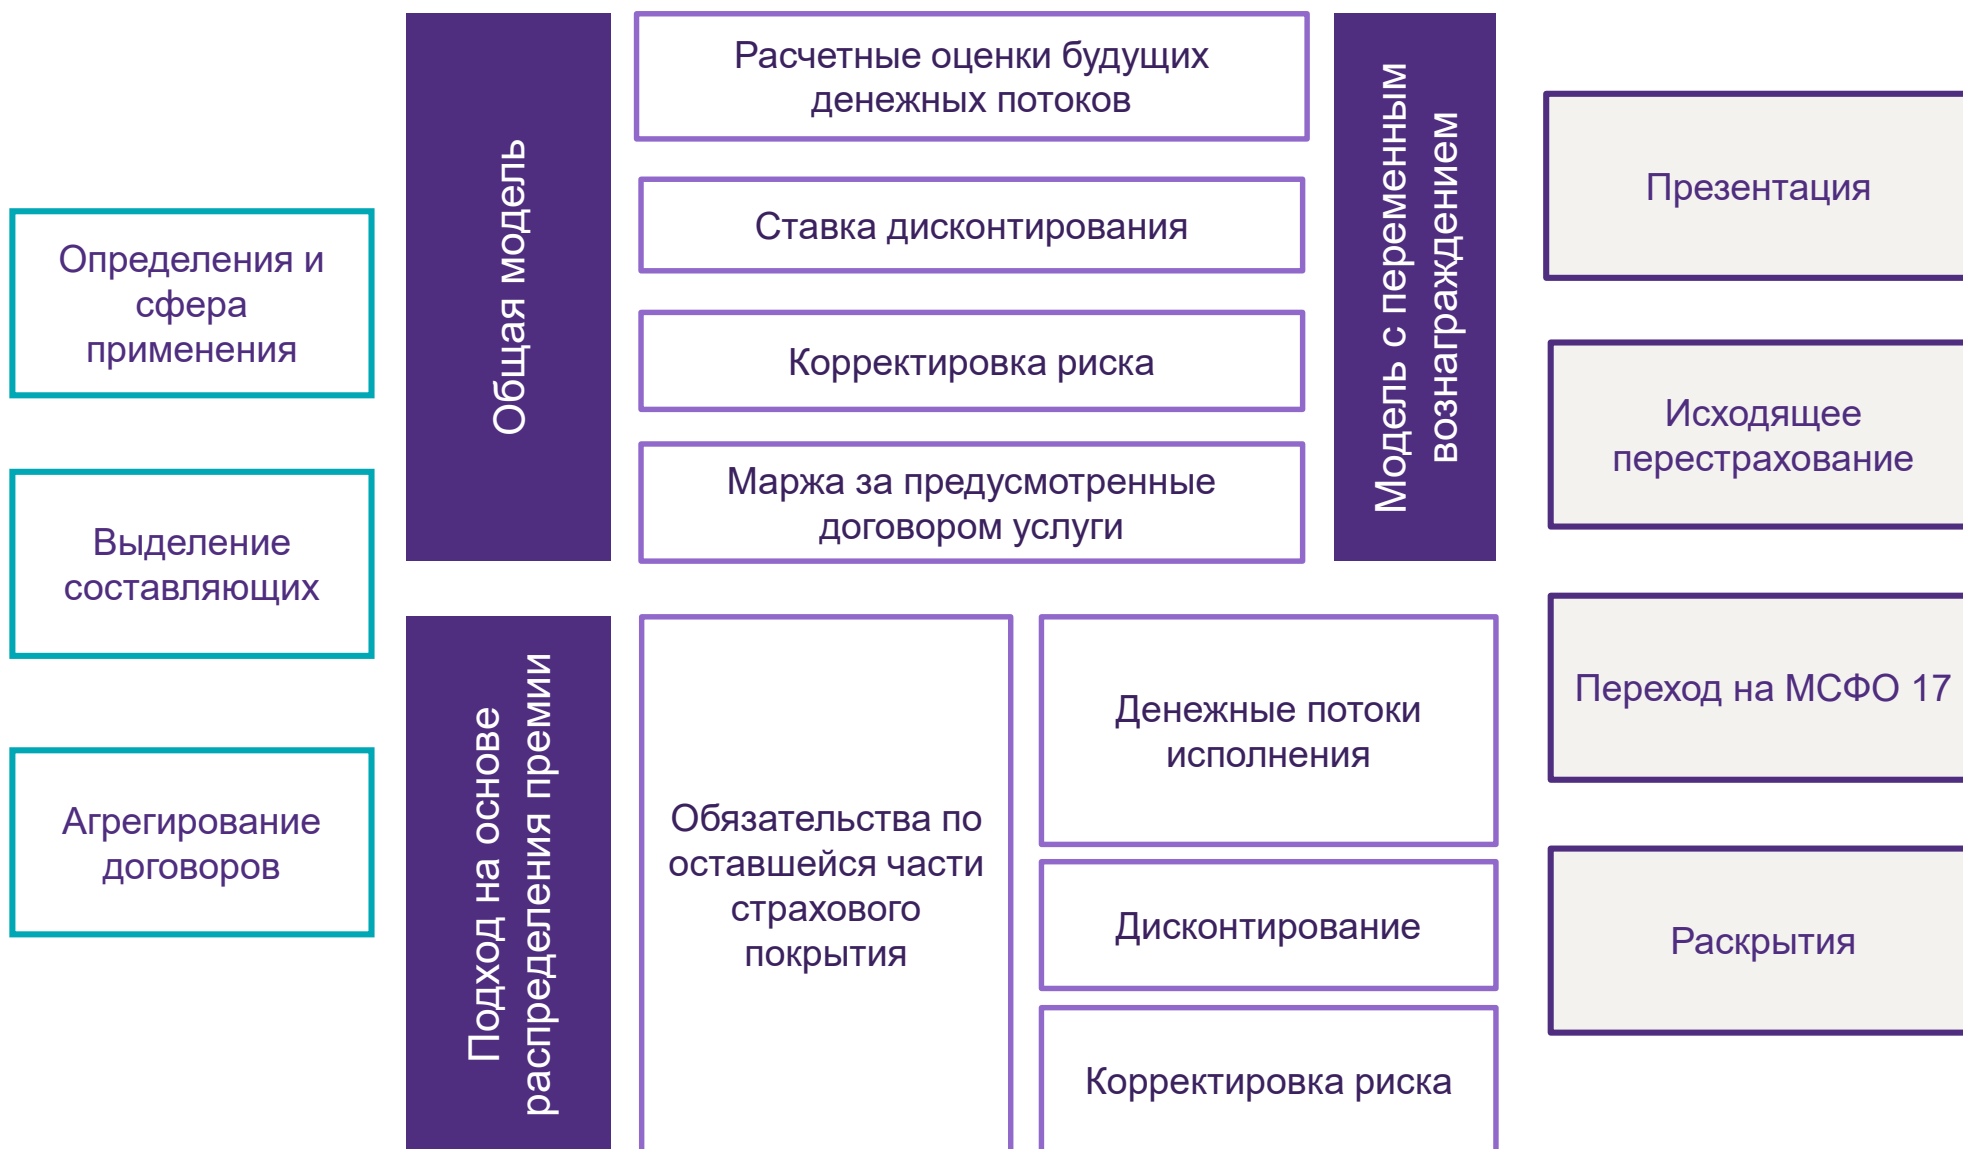 Определения и
сфера
применения
Выделение
составляющих
Агрегирование
договоров
Общая модель
Расчетные оценки будущих
денежных потоков
Ставка дисконтирования
Корректировка риска
Маржа за предусмотренные
договором услуги
Модель с переменным
вознаграждением
Подход на основе
распределения премии
Обязательства по
оставшейся части
страхового
покрытия
Денежные потоки
исполнения
Дисконтирование
Корректировка риска
Презентация
Исходящее
перестрахование
Переход на МСФО 17
Раскрытия